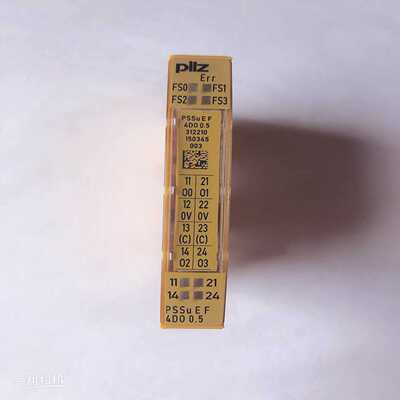 pilz
Err
FS0 FS1
FS2 FS3
PSSu E F
4DO 0.5
312210
150345
003
11 21
O0 O1
12 22
0V 0V
13 23
(C) (C)
14 24
O2 O3
11 21
14 24
PSSu E F
4DO 0.5